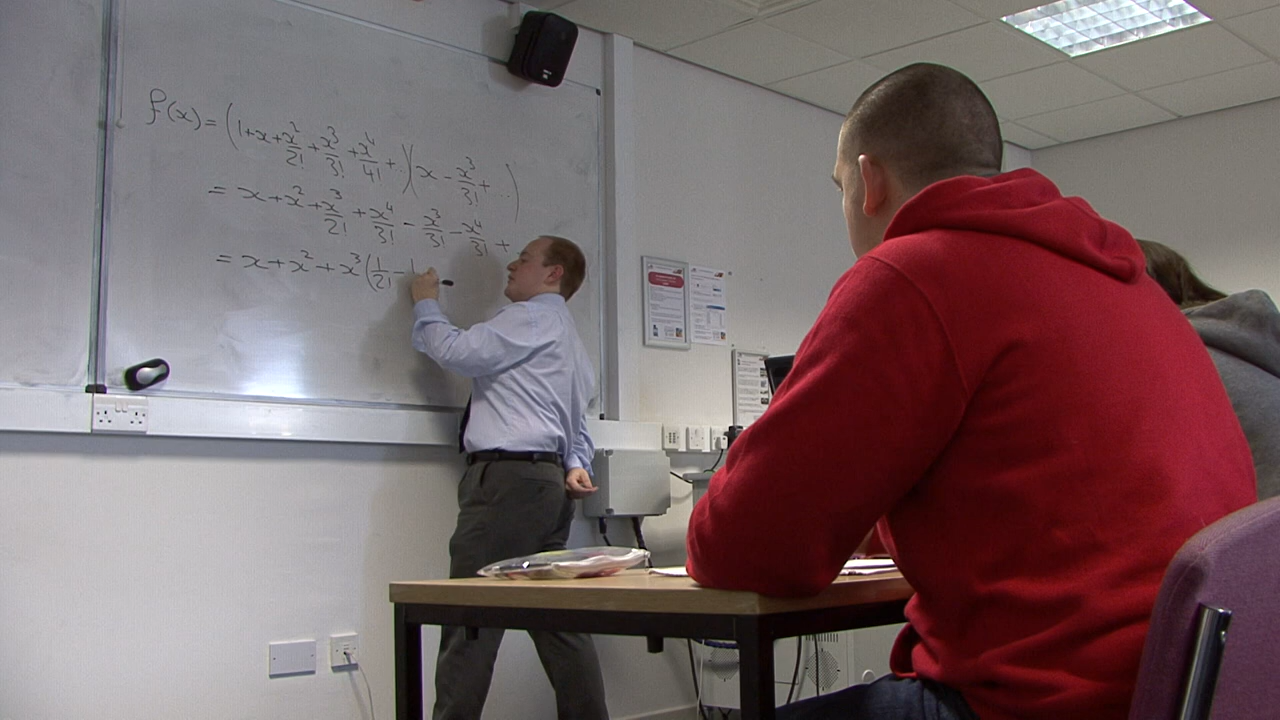 f(x) = (1+x+x²/2!+x³/3!+x⁴/4!+..)(x - x³/3!+...)
= x+x²+x³/2!+x⁴/3! - x³/3! - x⁴/3! +
= x+x²+x³(1/2! - 1